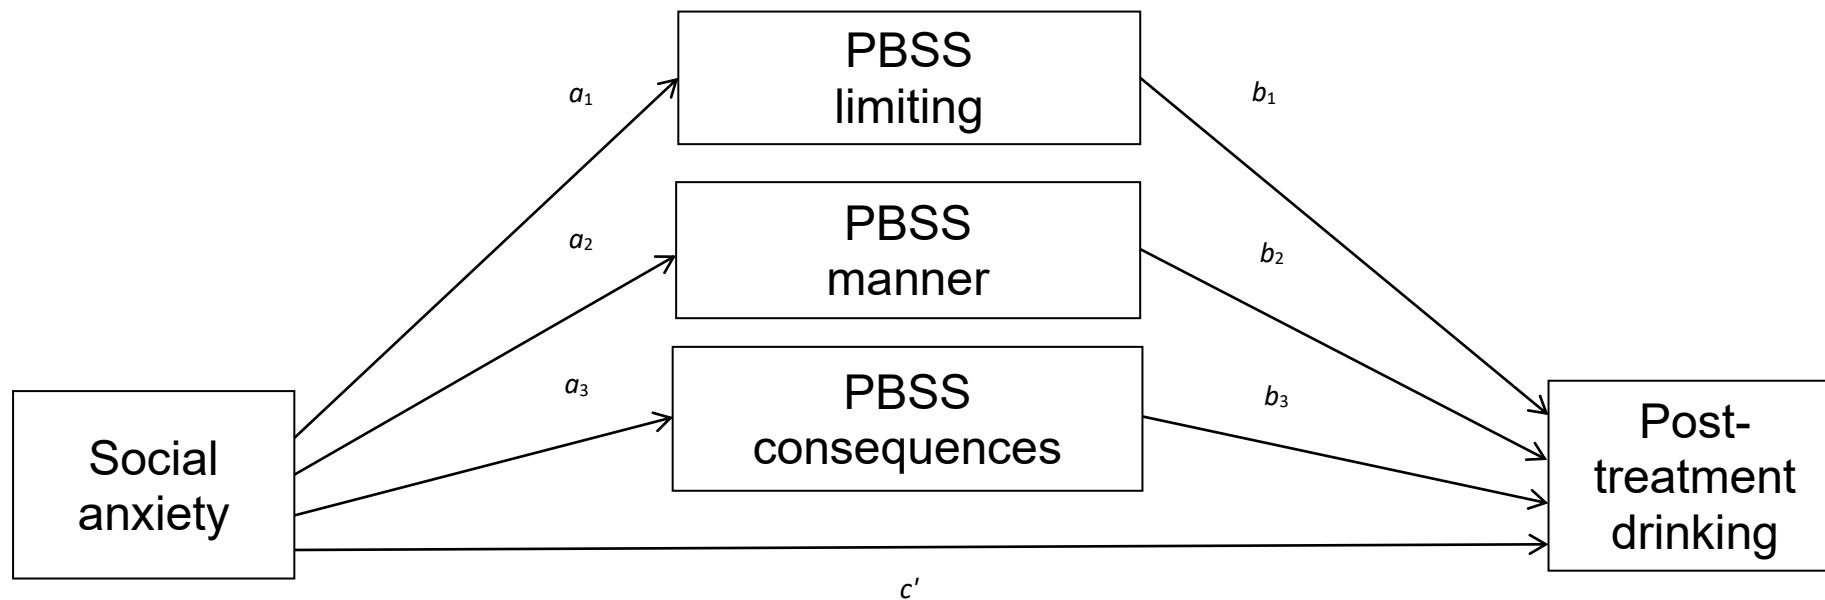 PBSS
limiting
a₁
b₁
PBSS
manner
a₂
b₂
PBSS
consequences
a₃
b₃
Social
anxiety
Post-
treatment
drinking
c'